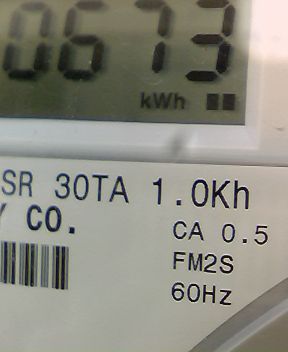 0673
kWh
SR 30TA 1.0Kh
Y CO.
CA 0.5
FM2S
60Hz